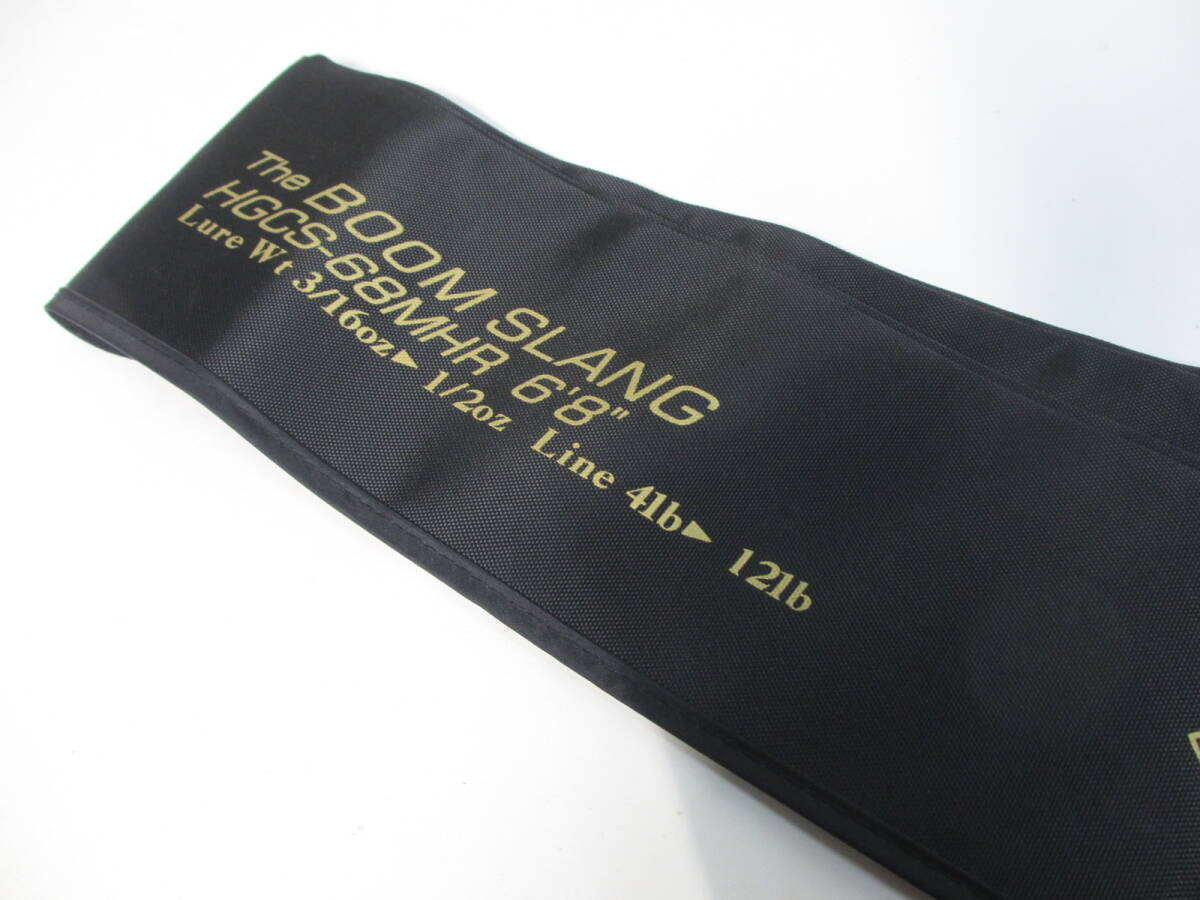 The BOOM SLANG
HGCS-68MHR 6'8"
Lure Wt 3/16oz▶ 1/2oz Line 4lb▶ 12lb